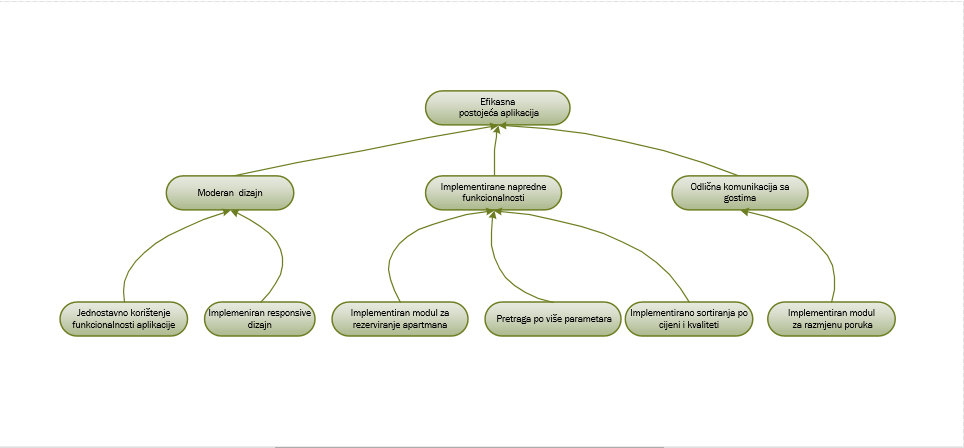 Efikasna
postojeća aplikacija
Moderan  dizajn
Implementirane napredne
funkcionalnosti
Odlična komunikacija sa
gostima
Jednostavno korištenje
funkcionalnosti aplikacije
Implemeniran responsive
dizajn
Implementiran modul za
rezerviranje apartmana
Pretraga po više parametara
Implementirano sortiranja po
cijeni i kvaliteti
Implementiran modul
za razmjenu poruka